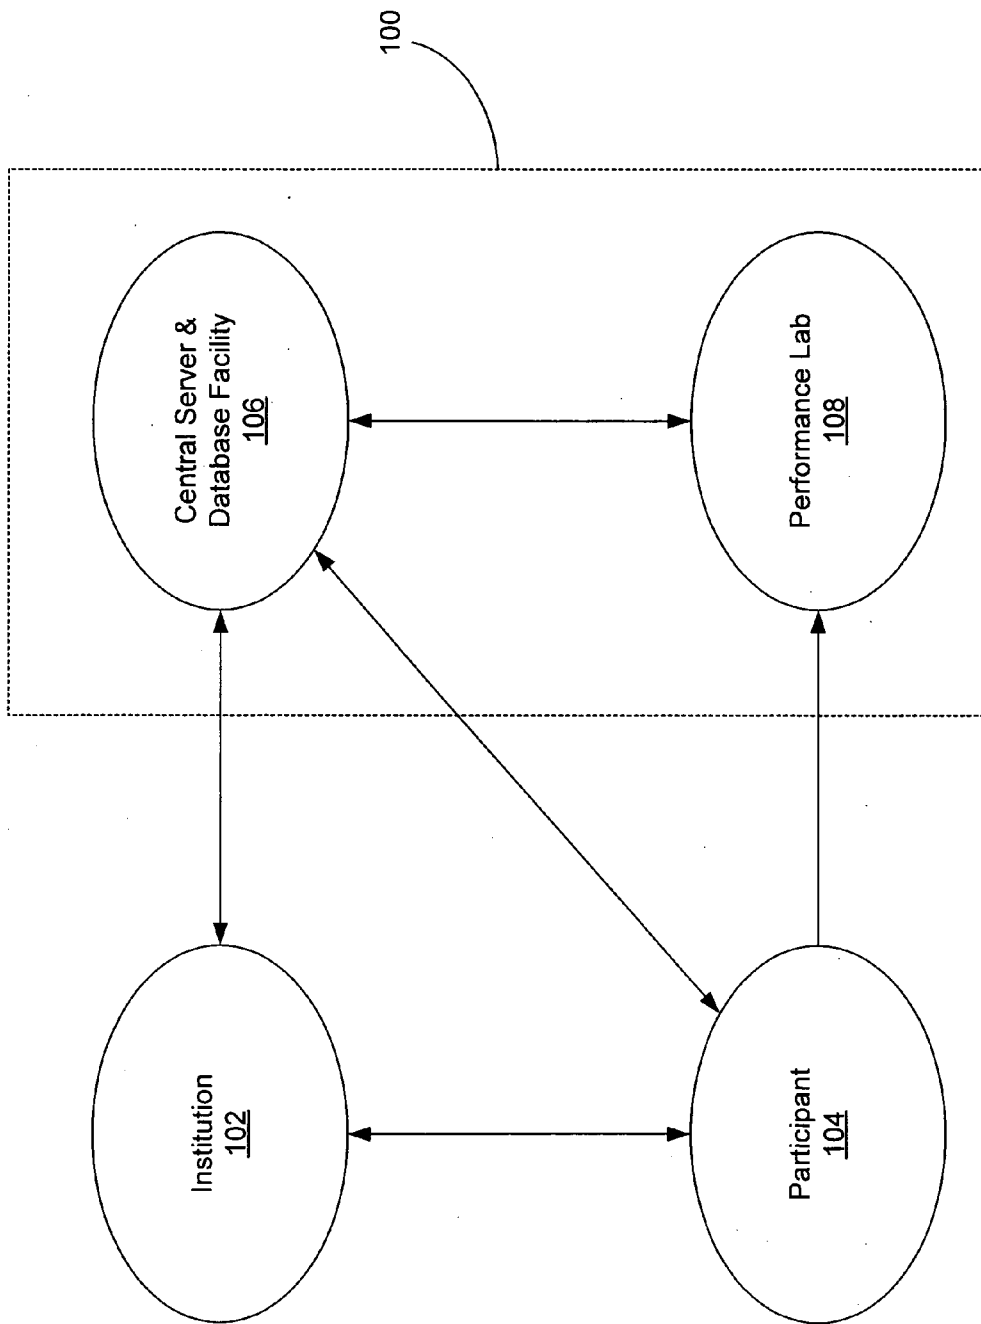 100
Institution
102
Central Server &
Database Facility
106
Participant
104
Performance Lab
108